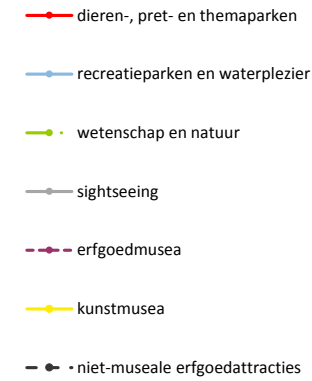 dieren-, pret- en themaparken
recreatieparken en waterplezier
wetenschap en natuur
sightseeing
erfgoedmusea
kunstmusea
niet-museale erfgoedattracties